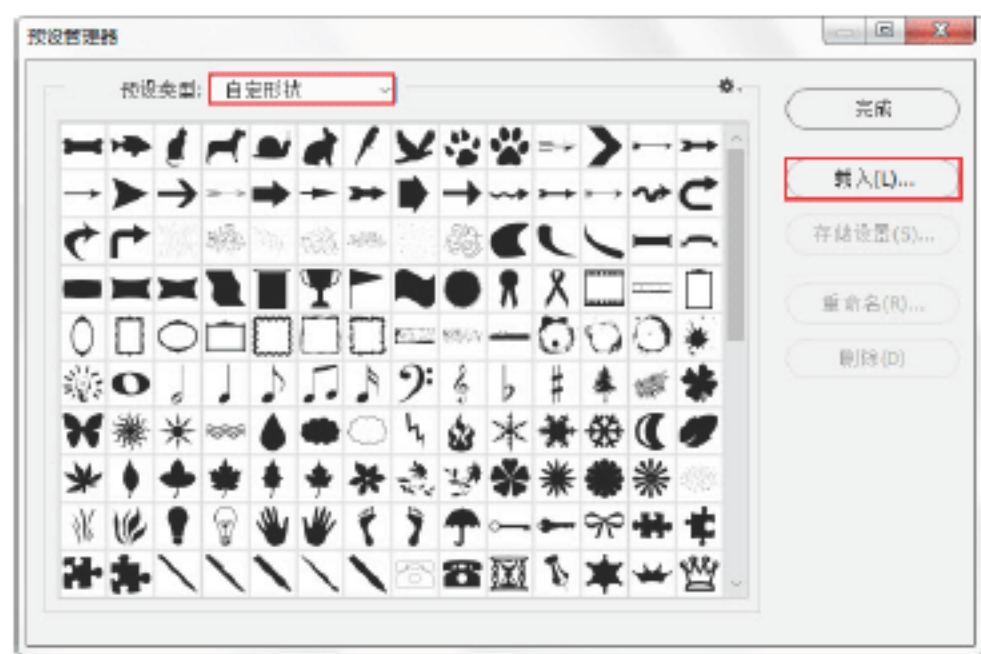 预设管理器
预设类型: 自定形状
完成
载入(L)...
存储设置(S)...
重命名(R)...
删除(D)